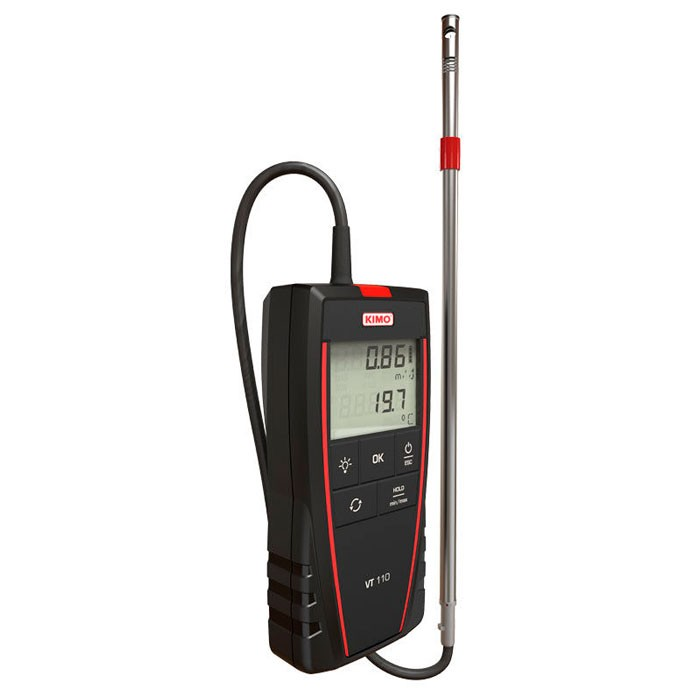 KIMO
0.86
m/s
19.7
°C
OK
ESC
HOLD
min/max
VT 110